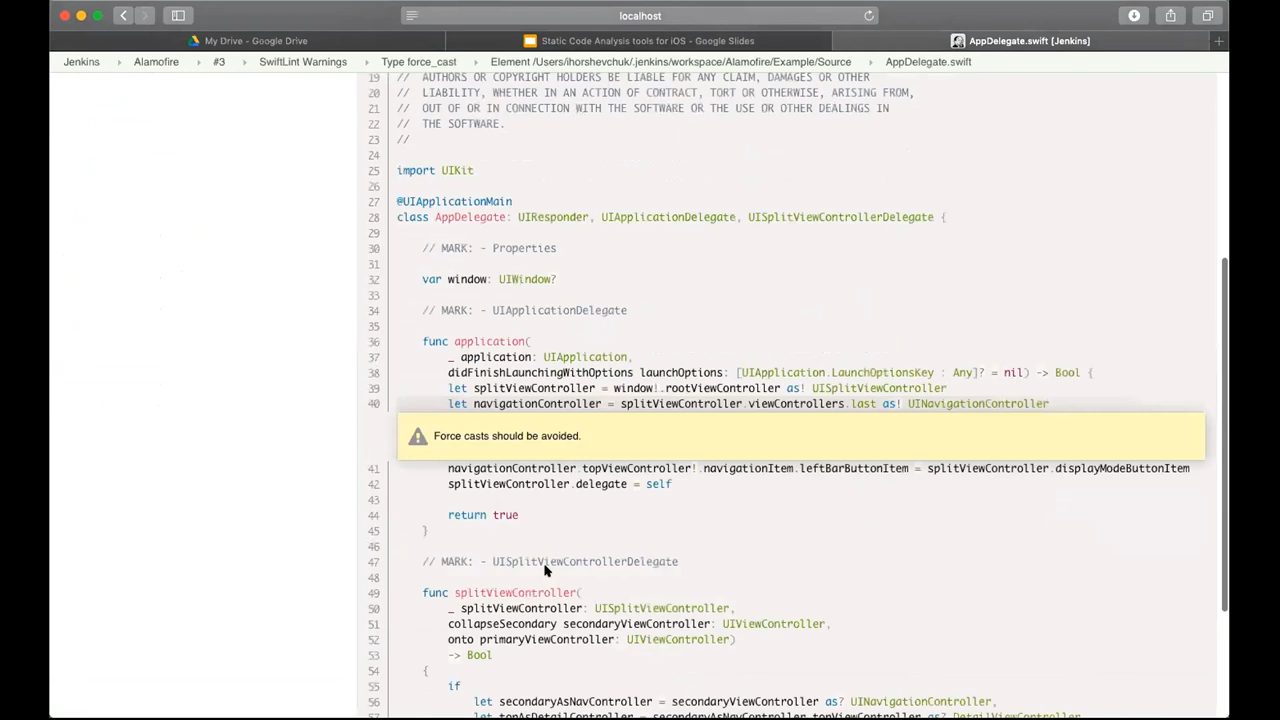 localhost
My Drive - Google Drive
Static Code Analysis tools for iOS - Google Slides
AppDelegate.swift [Jenkins]
Jenkins
Alamofire
#3
SwiftLint Warnings
Type force_cast
Element /Users/ihorshevchuk/.jenkins/workspace/Alamofire/Example/Source
AppDelegate.swift
19 // AUTHORS OR COPYRIGHT HOLDERS BE LIABLE FOR ANY CLAIM, DAMAGES OR OTHER
20 // LIABILITY, WHETHER IN AN ACTION OF CONTRACT, TORT OR OTHERWISE, ARISING FROM,
21 // OUT OF OR IN CONNECTION WITH THE SOFTWARE OR THE USE OR OTHER DEALINGS IN
22 // THE SOFTWARE.
23 //
24
25 import UIKit
26
27 @UIApplicationMain
28 class AppDelegate: UIResponder, UIApplicationDelegate, UISplitViewControllerDelegate {
29
30 // MARK: - Properties
31
32 var window: UIWindow?
33
34 // MARK: - UIApplicationDelegate
35
36 func application(
37 _ application: UIApplication,
38 didFinishLaunchingWithOptions launchOptions: [UIApplication.LaunchOptionsKey : Any]? = nil) -> Bool {
39 let splitViewController = window!.rootViewController as! UISplitViewController
40 let navigationController = splitViewController.viewControllers.last as! UINavigationController
Force casts should be avoided.
41 navigationController.topViewController!.navigationItem.leftBarButtonItem = splitViewController.displayModeButtonItem
42 splitViewController.delegate = self
43
44 return true
45 }
46
47 // MARK: - UISplitViewControllerDelegate
48
49 func splitViewController(
50 _ splitViewController: UISplitViewController,
51 collapseSecondary secondaryViewController: UIViewController,
52 onto primaryViewController: UIViewController)
53 -> Bool
54 {
55 if
56 let secondaryAsNavController = secondaryViewController as? UINavigationController,
57 let topAsDetailController = secondaryAsNavController.topViewController as? DetailViewController